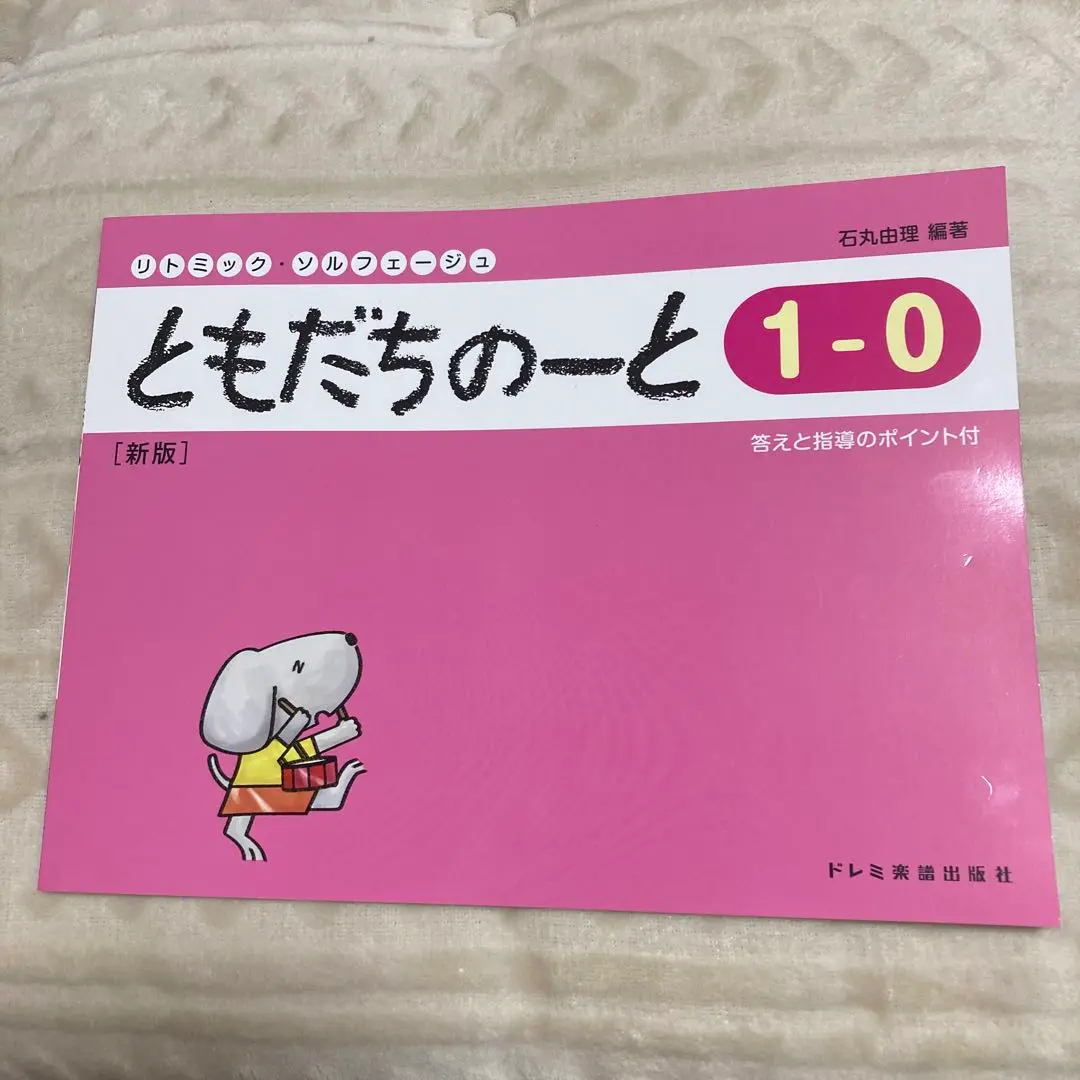 石丸由理 編著
リトミック・ソルフェージュ
ともだちのーと
1-0
[新版]
答えと指導のポイント付
ドレミ楽譜出版社